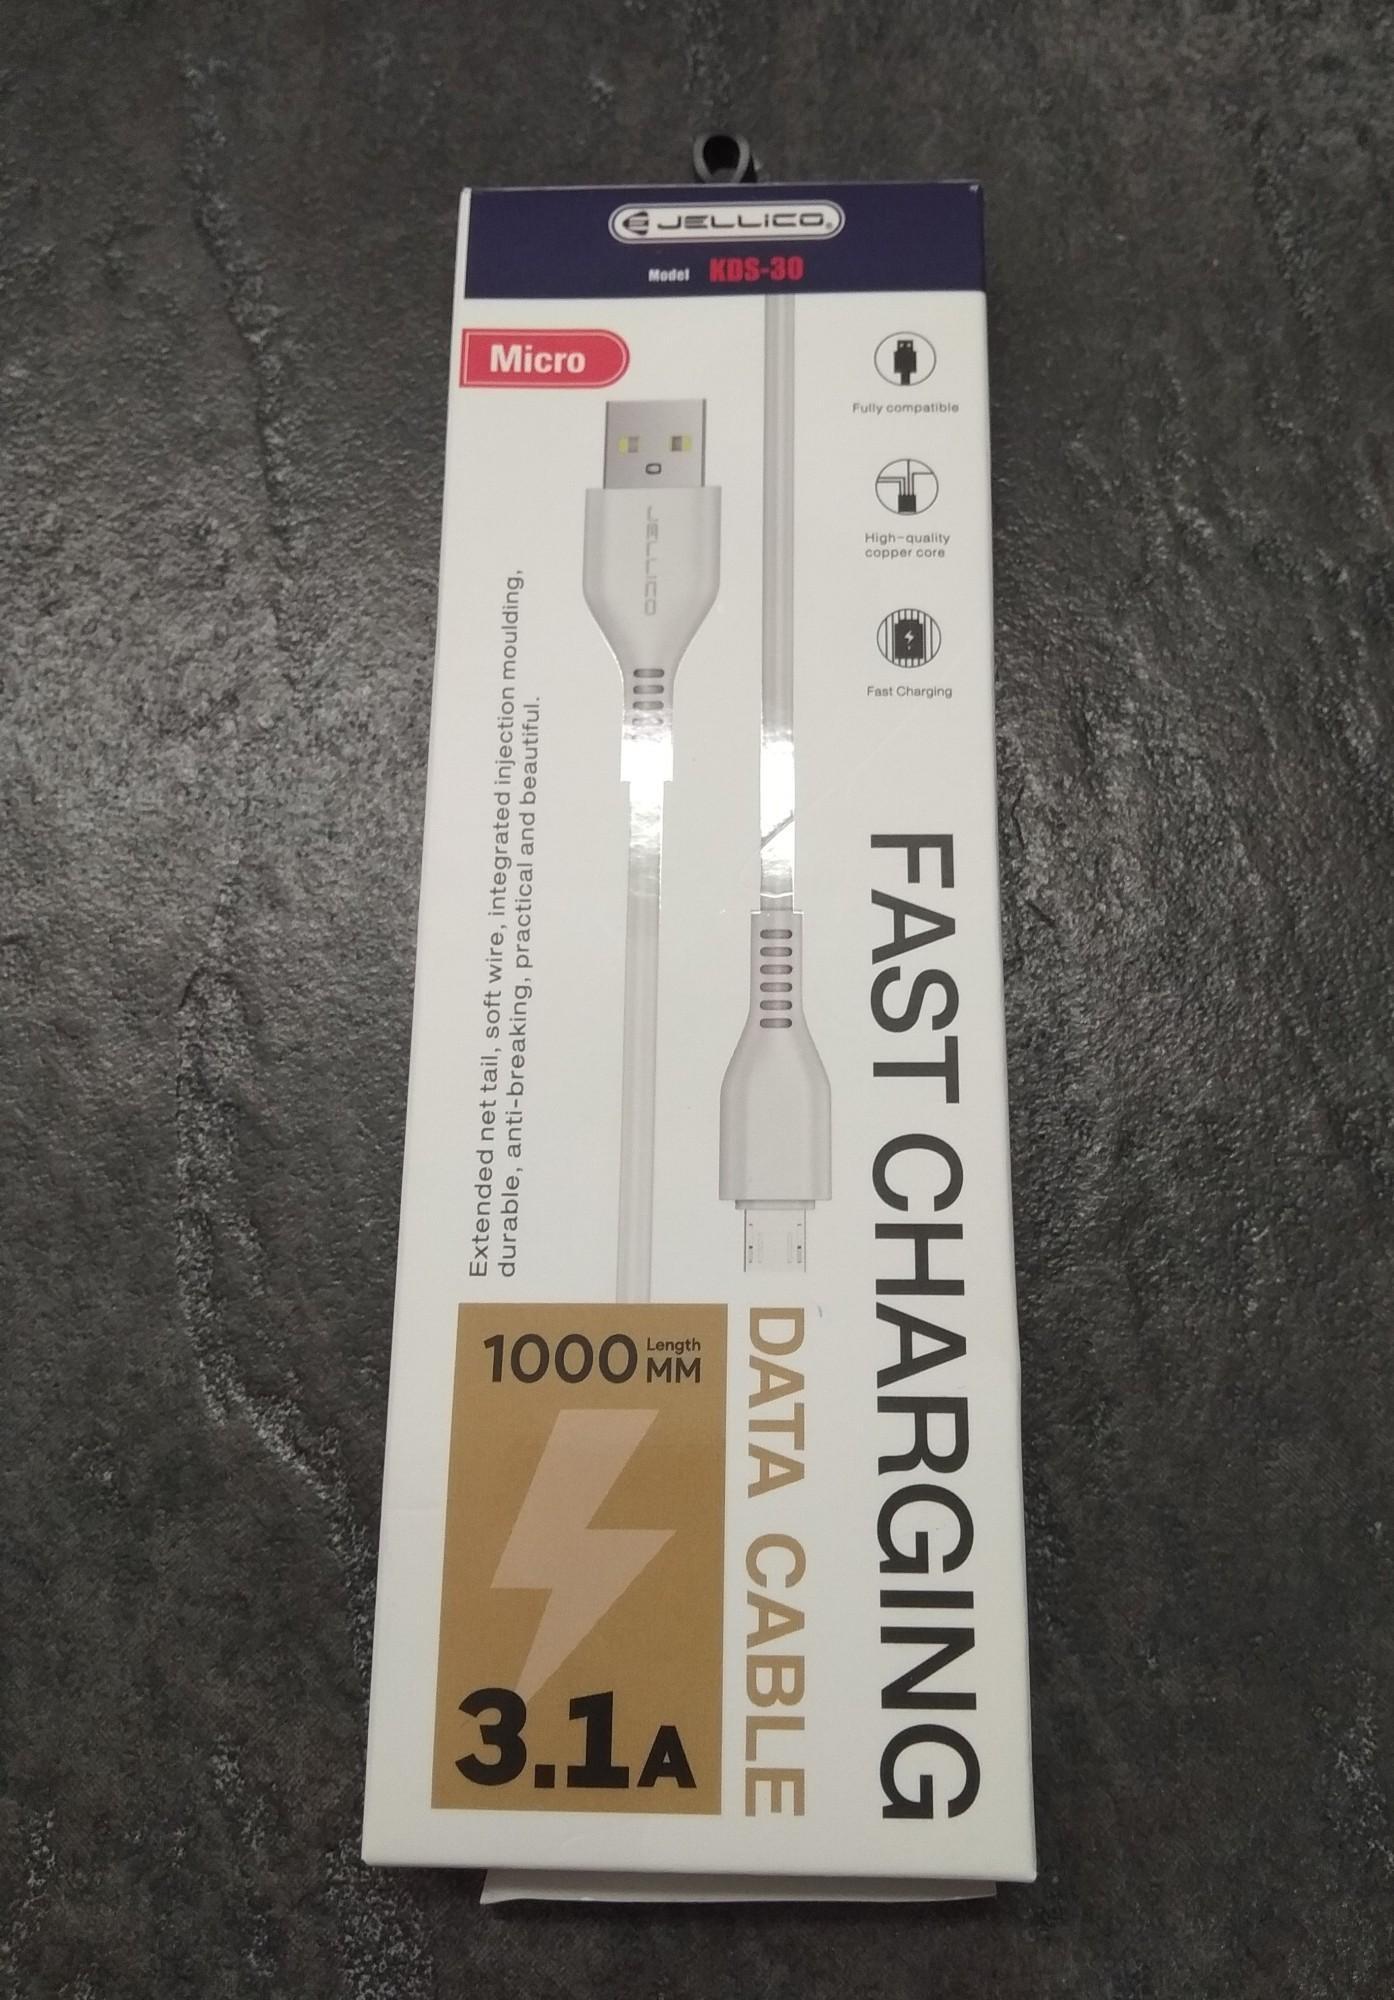 JELLICO®
Model KDS-30
Micro
Fully compatible
High-quality
copper core
Fast Charging
JELLICO
Extended net tail, soft wire, integrated injection moulding,
durable, anti-breaking, practical and beautiful.
FAST CHARGING
DATA CABLE
1000 Length
MM
3.1A